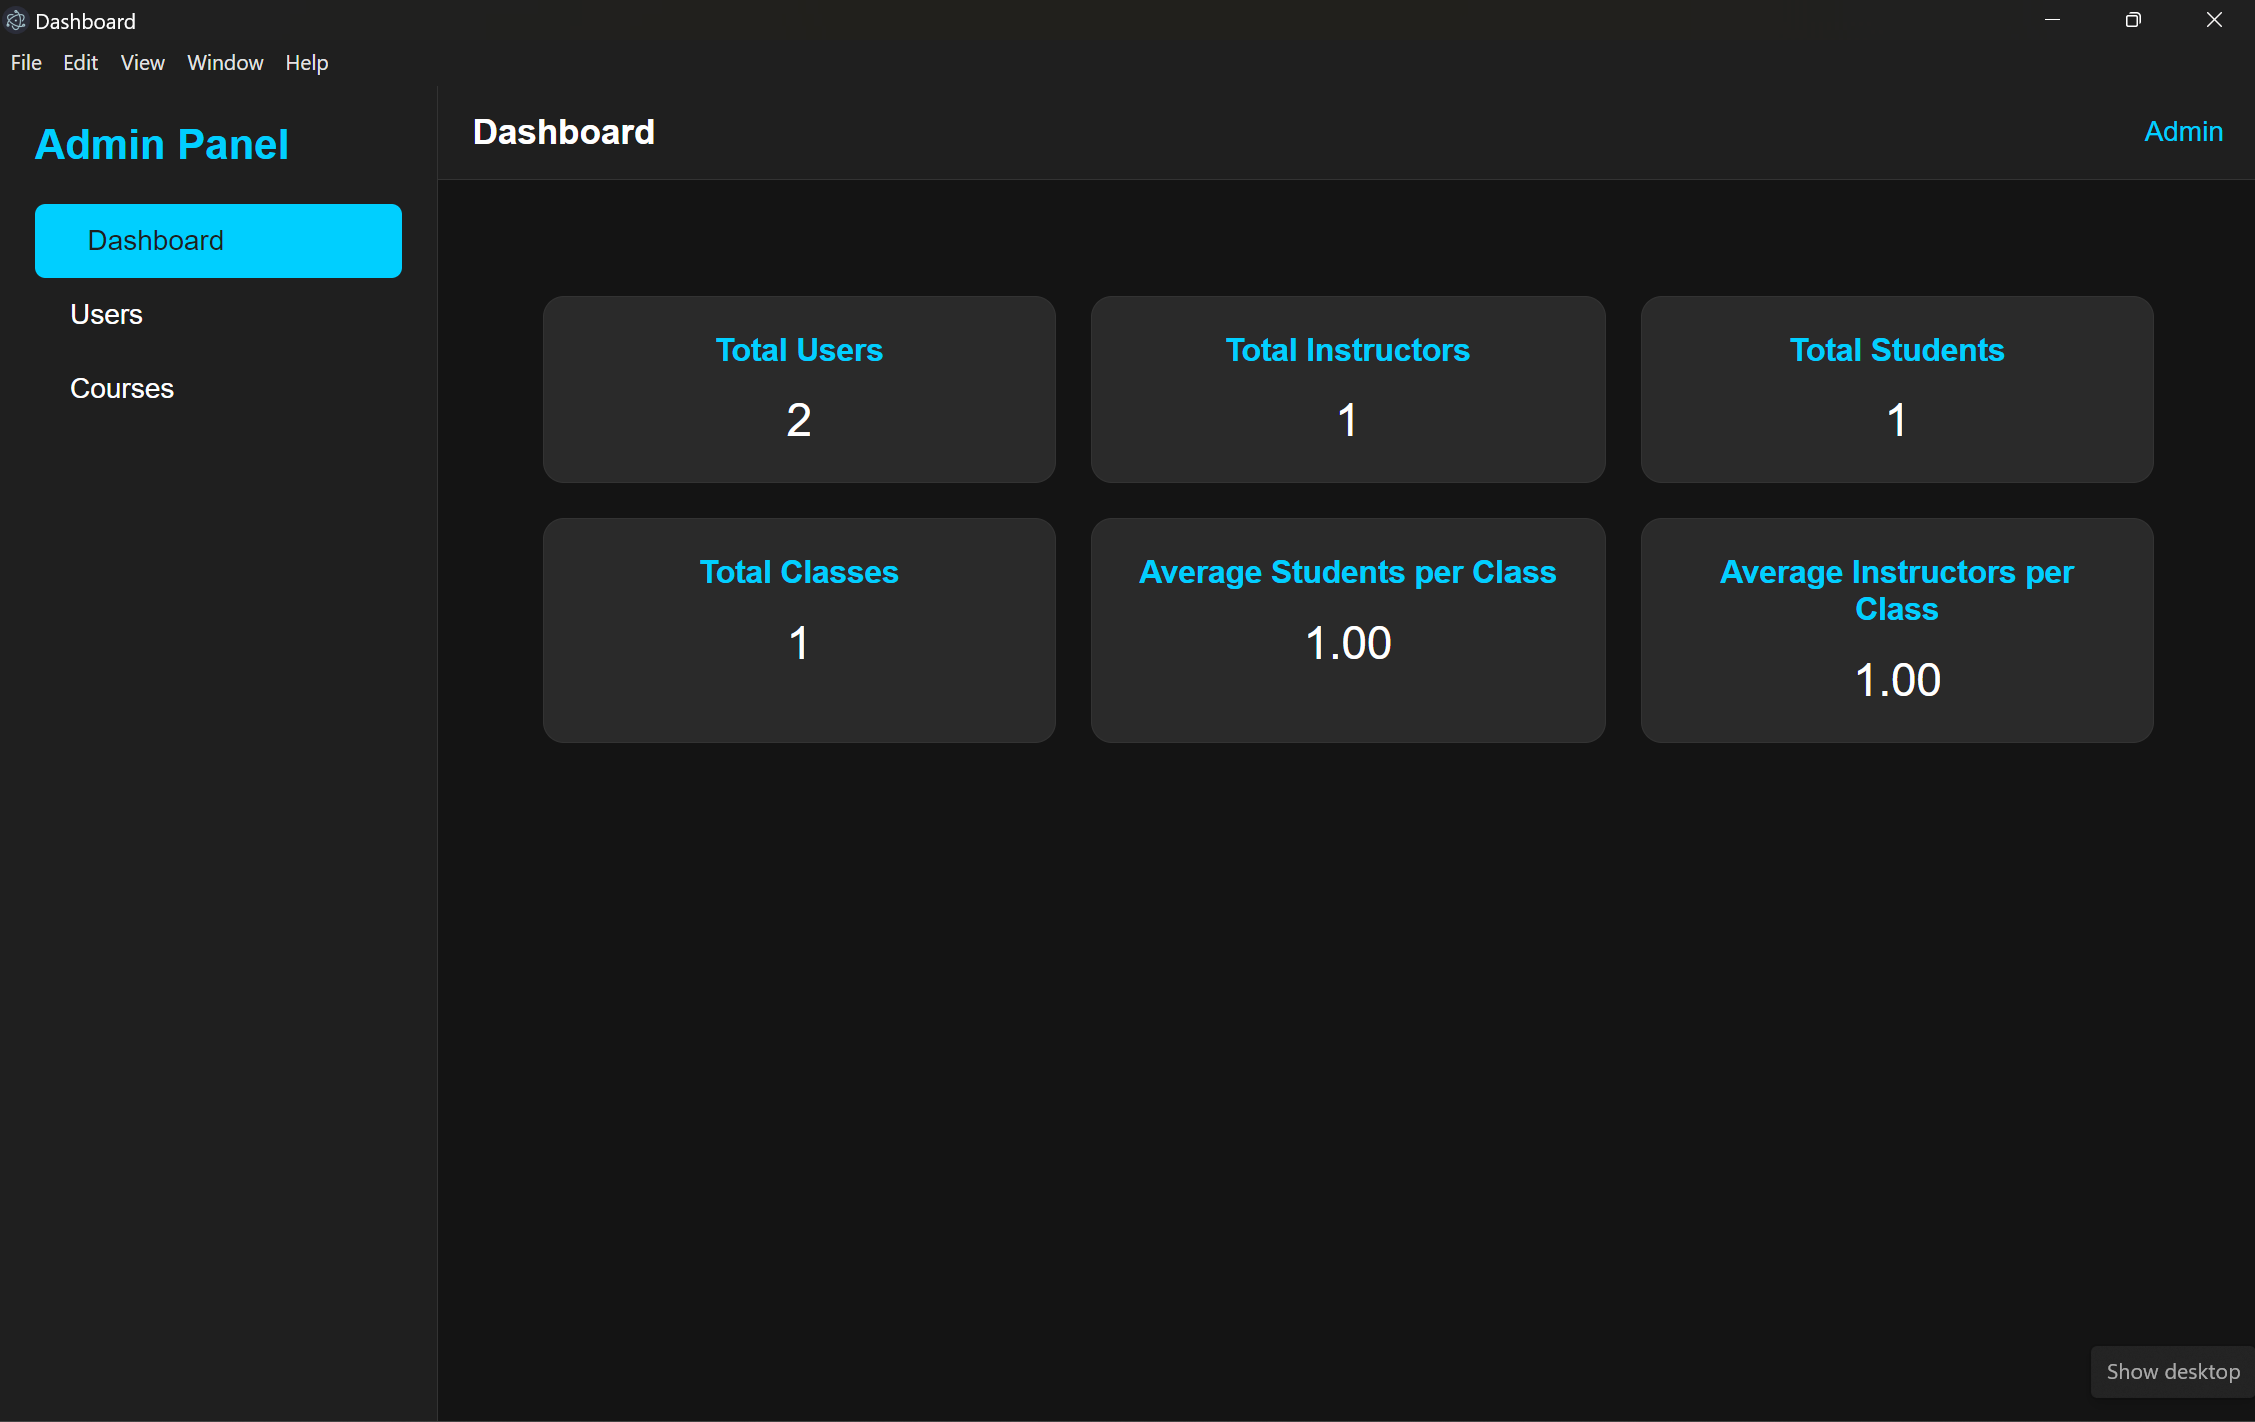 Dashboard
File Edit View Window Help
Admin Panel
Dashboard
Users
Courses
Dashboard
Admin
Total Users
2
Total Instructors
1
Total Students
1
Total Classes
1
Average Students per Class
1.00
Average Instructors per
Class
1.00
Show desktop